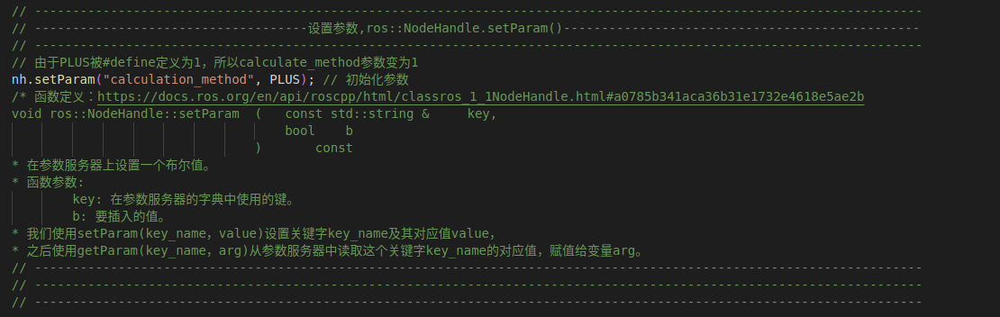 // ---------------------------------------------------------------------------------------------------------------------
// ------------------------------------设置参数,ros::NodeHandle.setParam()-----------------------------------------------
// ---------------------------------------------------------------------------------------------------------------------
// 由于PLUS被#define定义为1，所以calculate_method参数变为1
nh.setParam("calculation_method", PLUS); // 初始化参数
/* 函数定义：https://docs.ros.org/en/api/roscpp/html/classros_1_1NodeHandle.html#a0785b341aca36b31e1732e4618e5ae2b
void ros::NodeHandle::setParam  (   const std::string &     key,
                                    bool    b
                                )       const
* 在参数服务器上设置一个布尔值。
* 函数参数:
        key: 在参数服务器的字典中使用的键。
        b: 要插入的值。
* 我们使用setParam(key_name，value)设置关键字key_name及其对应值value，
* 之后使用getParam(key_name，arg)从参数服务器中读取这个关键字key_name的对应值，赋值给变量arg。
// ---------------------------------------------------------------------------------------------------------------------
// ---------------------------------------------------------------------------------------------------------------------
// ---------------------------------------------------------------------------------------------------------------------